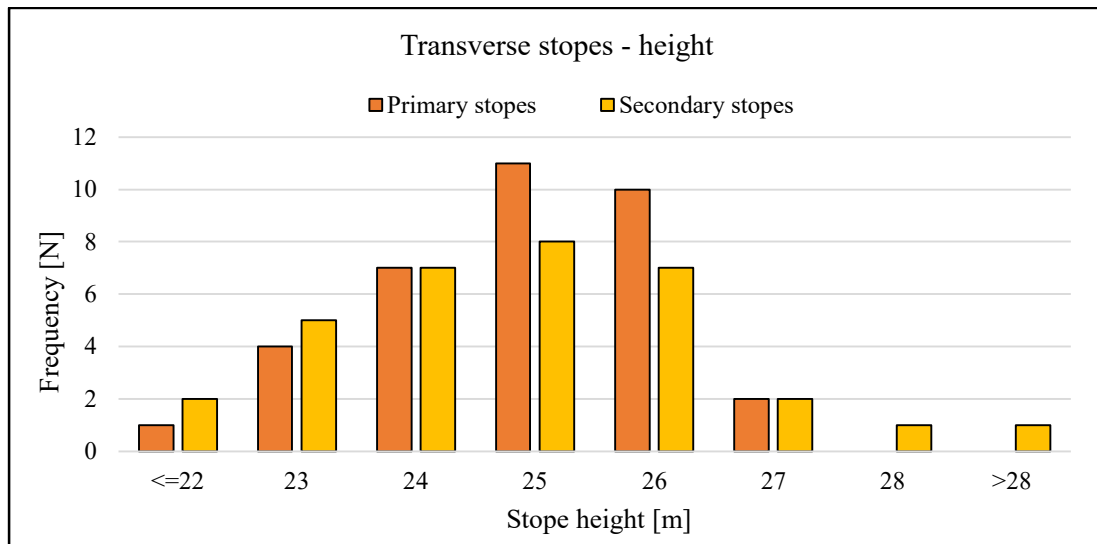 Transverse stopes - height
Primary stopes Secondary stopes
12
10
8
6
4
2
0
Frequency [N]
<=22 23 24 25 26 27 28 >28
Stope height [m]